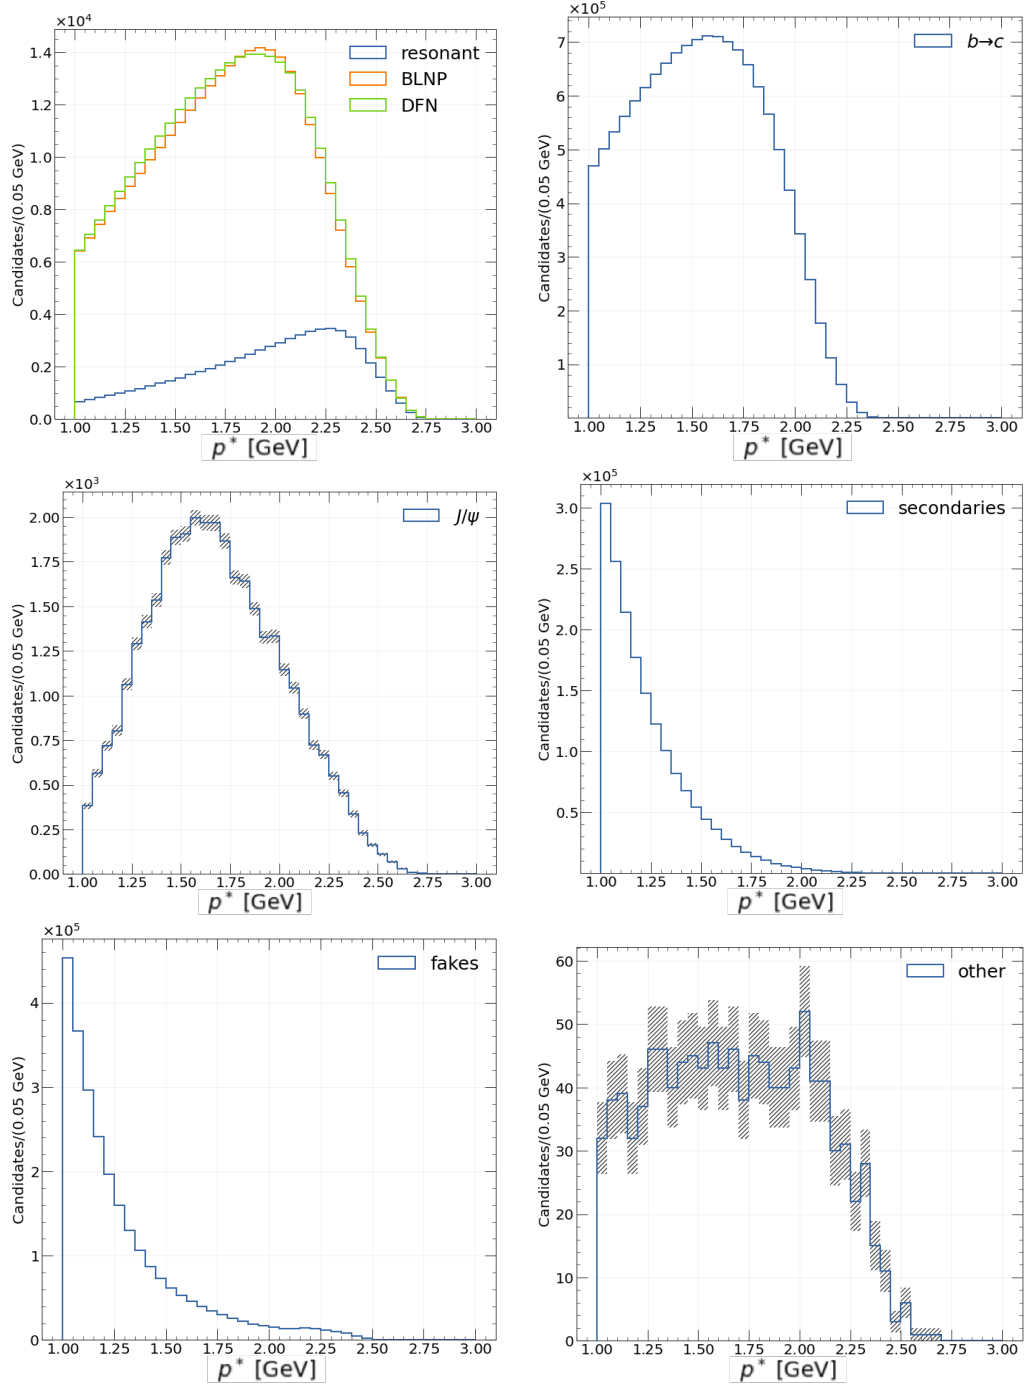 ×10⁴
1.4
1.2
1.0
0.8
0.6
0.4
0.2
0.0
Candidates/(0.05 GeV)
resonant
BLNP
DFN
1.00 1.25 1.50 1.75 2.00 2.25 2.50 2.75 3.00
p* [GeV]
×10⁵
7
6
5
4
3
2
1
Candidates/(0.05 GeV)
b→c
1.00 1.25 1.50 1.75 2.00 2.25 2.50 2.75 3.00
p* [GeV]
×10³
2.00
1.75
1.50
1.25
1.00
0.75
0.50
0.25
0.00
Candidates/(0.05 GeV)
J/ψ
1.00 1.25 1.50 1.75 2.00 2.25 2.50 2.75 3.00
p* [GeV]
×10⁵
3.0
2.5
2.0
1.5
1.0
0.5
Candidates/(0.05 GeV)
secondaries
1.00 1.25 1.50 1.75 2.00 2.25 2.50 2.75 3.00
p* [GeV]
×10⁵
4
3
2
1
0
Candidates/(0.05 GeV)
fakes
1.00 1.25 1.50 1.75 2.00 2.25 2.50 2.75 3.00
p* [GeV]
60
50
40
30
20
10
0
Candidates/(0.05 GeV)
other
1.00 1.25 1.50 1.75 2.00 2.25 2.50 2.75 3.00
p* [GeV]